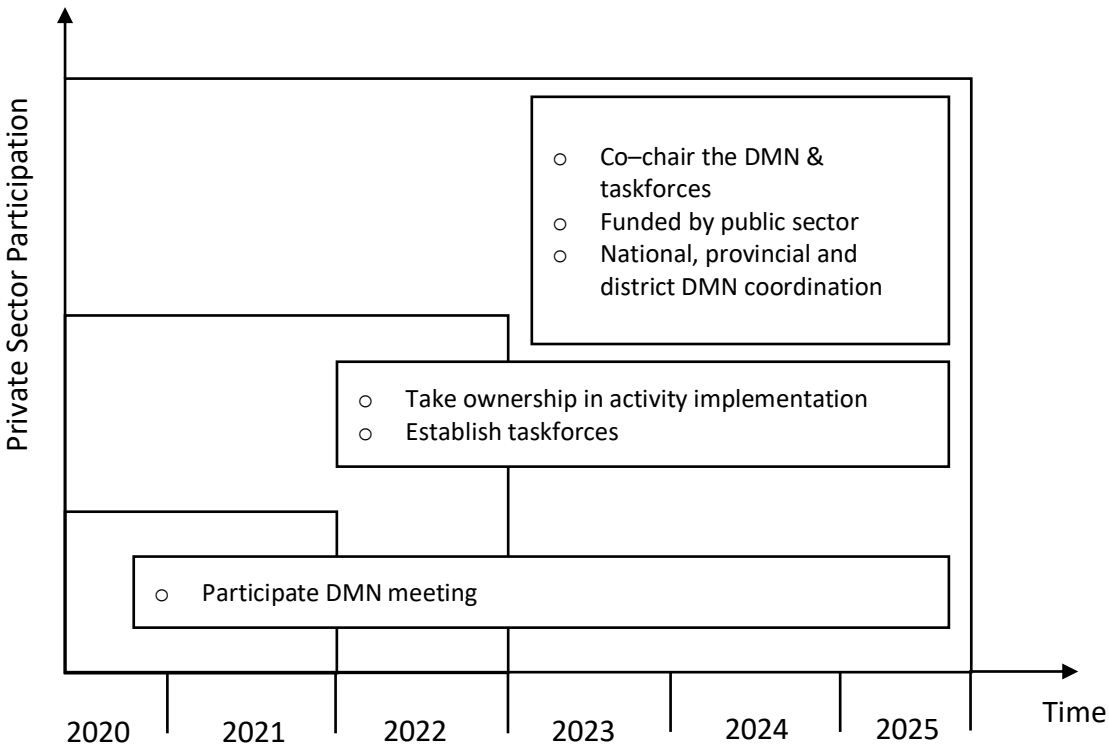 Private Sector Participation
○ Co–chair the DMN &
taskforces
○ Funded by public sector
○ National, provincial and
district DMN coordination
○ Take ownership in activity implementation
○ Establish taskforces
○ Participate DMN meeting
2020 2021 2022 2023 2024 2025
Time